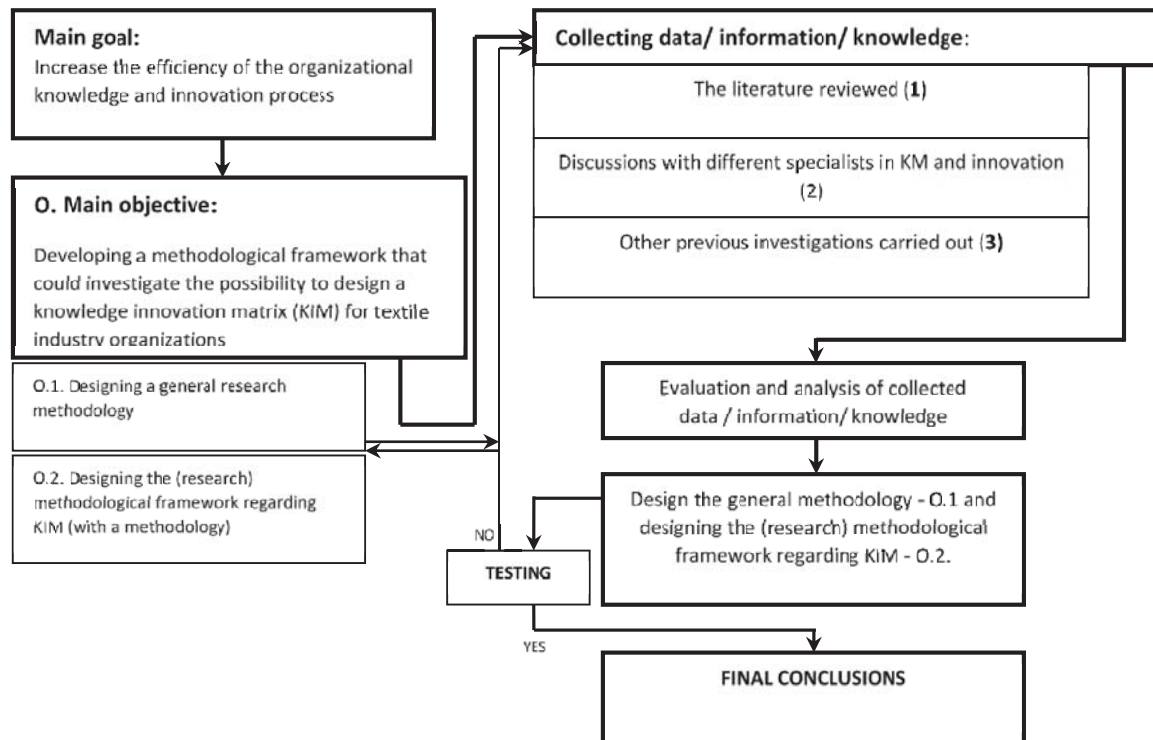 Main goal:
Increase the efficiency of the organizational
knowledge and innovation process
O. Main objective:
Developing a methodological framework that
could investigate the possibility to design a
knowledge innovation matrix (KIM) for textile
industry organizations
O.1. Designing a general research
methodology
O.2. Designing the (research)
methodological framework regarding
KIM (with a methodology)
Collecting data/ information/ knowledge:
The literature reviewed (1)
Discussions with different specialists in KM and innovation
(2)
Other previous investigations carried out (3)
Evaluation and analysis of collected
data / information/ knowledge
Design the general methodology - O.1 and
designing the (research) methodological
framework regarding KIM - O.2.
NO
TESTING
YES
FINAL CONCLUSIONS